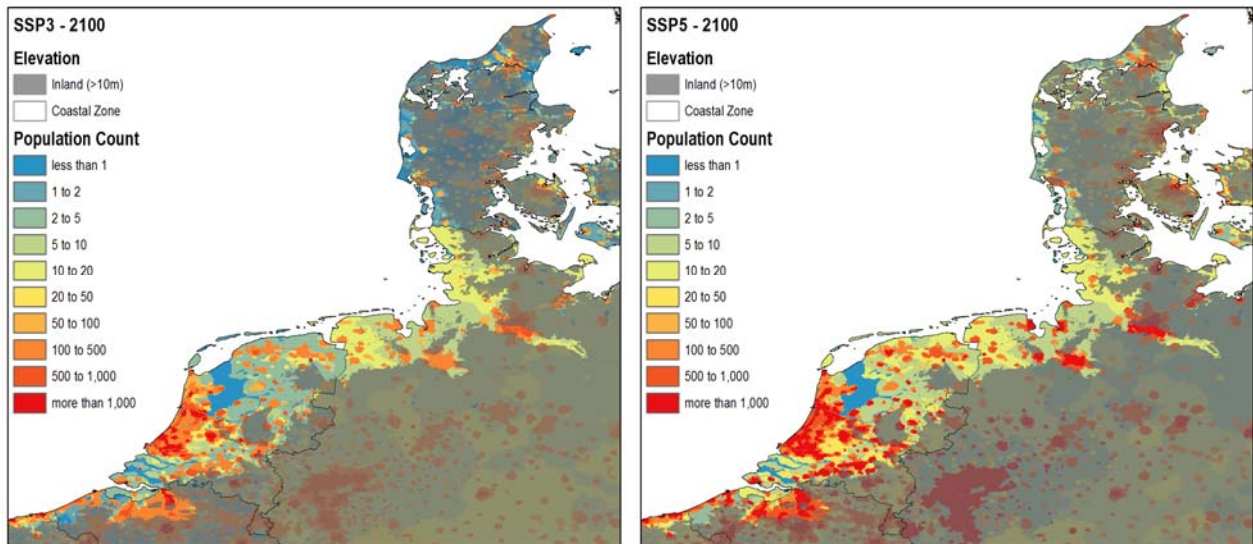 SSP3 - 2100
Elevation
Inland (>10m)
Coastal Zone
Population Count
less than 1
1 to 2
2 to 5
5 to 10
10 to 20
20 to 50
50 to 100
100 to 500
500 to 1,000
more than 1,000
SSP5 - 2100
Elevation
Inland (>10m)
Coastal Zone
Population Count
less than 1
1 to 2
2 to 5
5 to 10
10 to 20
20 to 50
50 to 100
100 to 500
500 to 1,000
more than 1,000